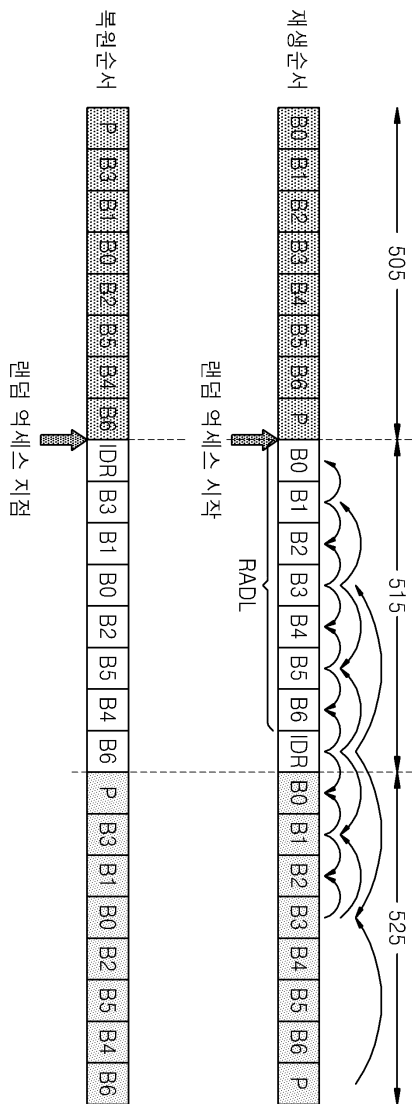 505 515 525
재생순서 B0 B1 B2 B3 B4 B5 B6 P B0 B1 B2 B3 B4 B5 B6 IDR B0 B1 B2 B3 B4 B5 B6 P
RADL
랜덤 억세스 시작
복원순서 P B3 B1 B0 B2 B5 B4 B6 IDR B3 B1 B0 B2 B5 B4 B6 P B3 B1 B0 B2 B5 B4 B6
랜덤 억세스 지점